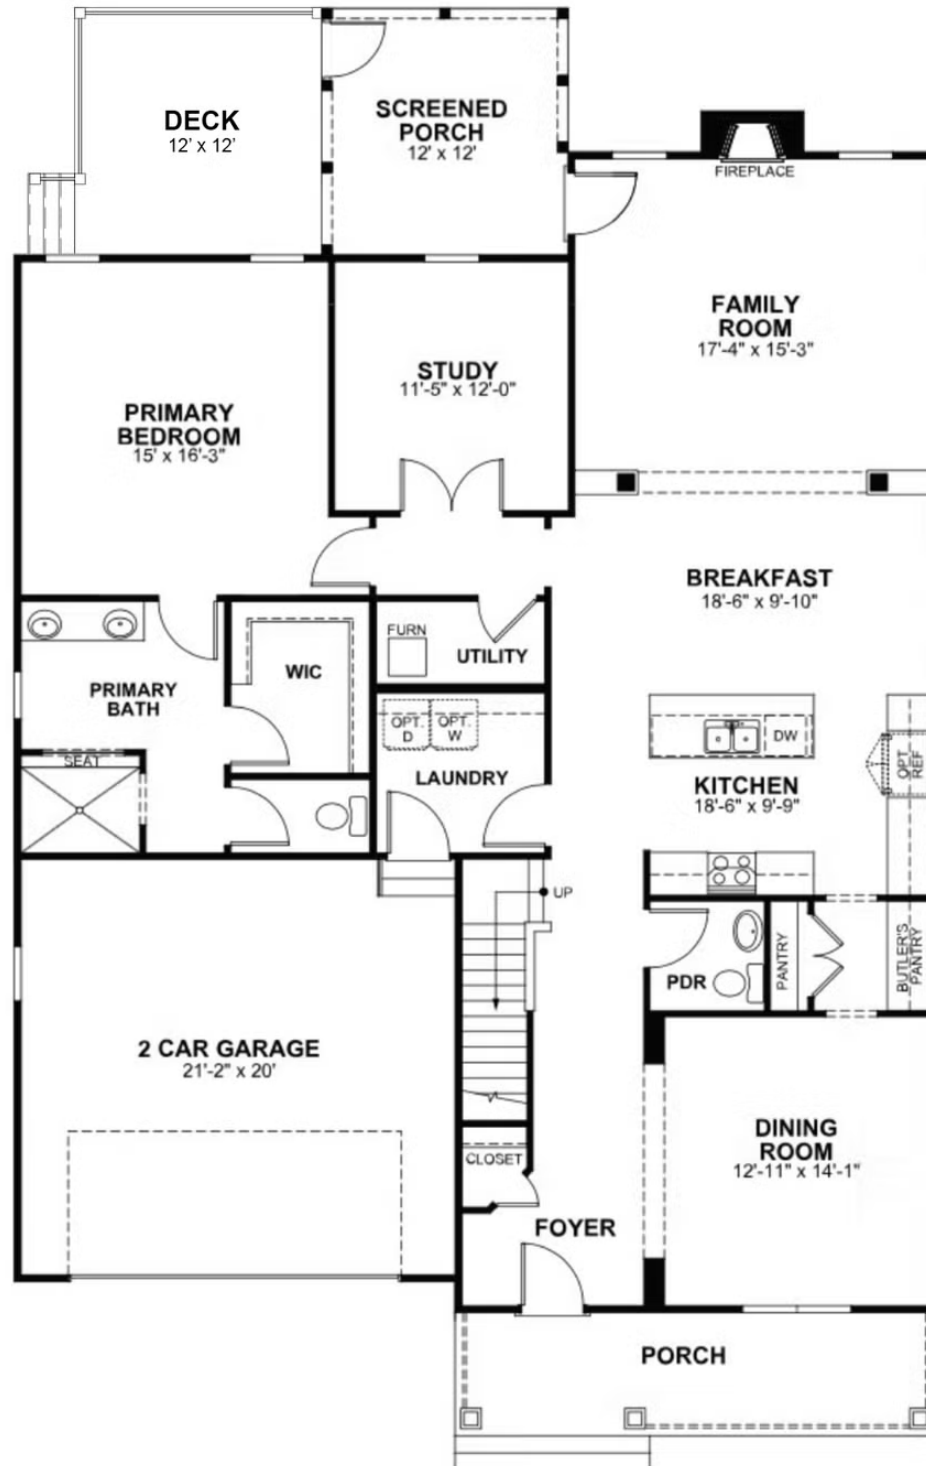 DECK
12' x 12'
SCREENED
PORCH
12' x 12'
FIREPLACE
FAMILY
ROOM
17'-4" x 15'-3"
STUDY
11'-5" x 12'-0"
PRIMARY
BEDROOM
15' x 16'-3"
BREAKFAST
18'-6" x 9'-10"
FURN
UTILITY
WIC
PRIMARY
BATH
OPT.
D
OPT.
W
DW
SEAT
LAUNDRY
KITCHEN
18'-6" x 9'-9"
OPT
REF
UP
PDR
PANTRY
BUTLER'S
PANTRY
2 CAR GARAGE
21'-2" x 20'
DINING
ROOM
12'-11" x 14'-1"
CLOSET
FOYER
PORCH